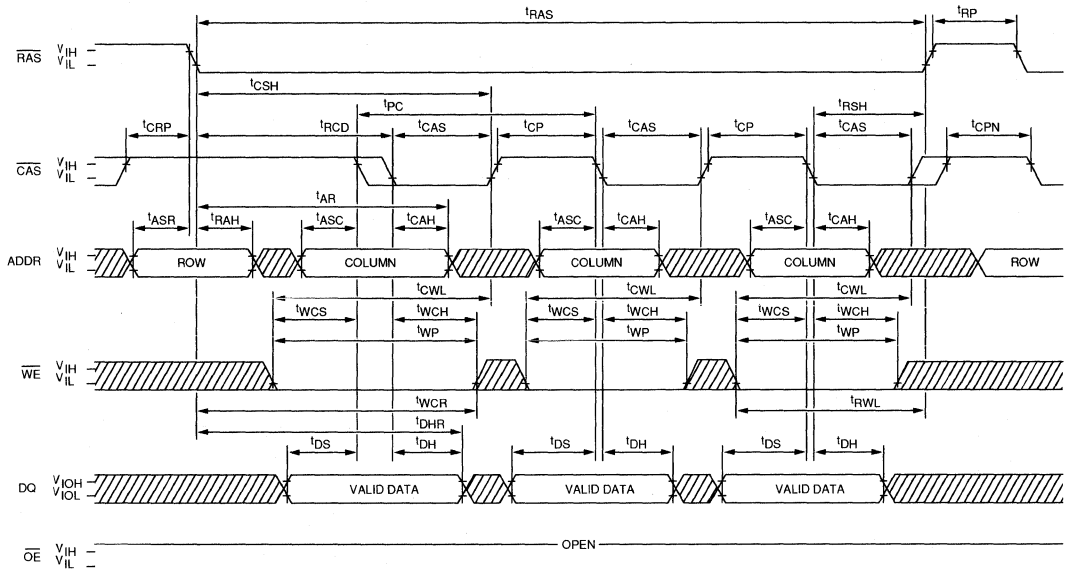 tRAS
tRP
RAS VIH
VIL
tCSH
tPC
tRSH
tCRP
tRCD
tCAS
tCP
tCAS
tCP
tCAS
tCPN
CAS VIH
VIL
tAR
tASR
tRAH
tASC
tCAH
tASC
tCAH
tASC
tCAH
ADDR VIH
VIL
ROW
COLUMN
COLUMN
COLUMN
ROW
tCWL
tCWL
tCWL
tWCS
tWCH
tWCS
tWCH
tWCS
tWCH
tWP
tWP
tWP
WE VIH
VIL
tWCR
tRWL
tDHR
tDS
tDH
tDS
tDH
tDS
tDH
DQ VIOH
VIOL
VALID DATA
VALID DATA
VALID DATA
OE VIH
VIL
OPEN